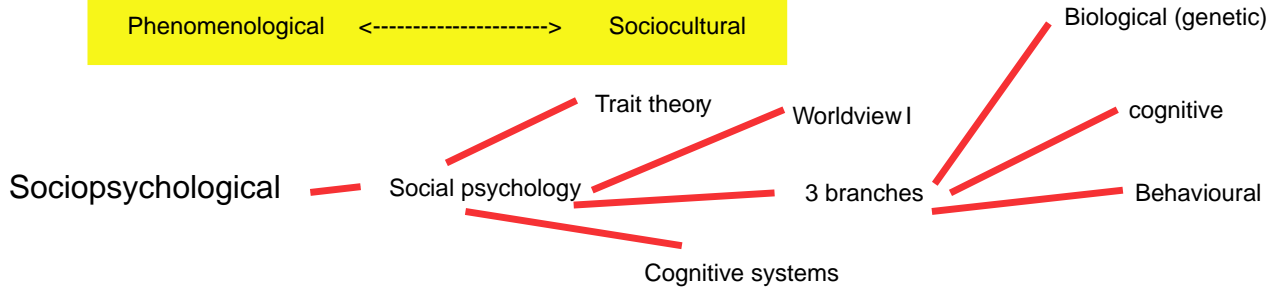 Phenomenological <----------------------> Sociocultural
Biological (genetic)
Trait theory
Worldview I
cognitive
Sociopsychological
Social psychology
3 branches
Behavioural
Cognitive systems